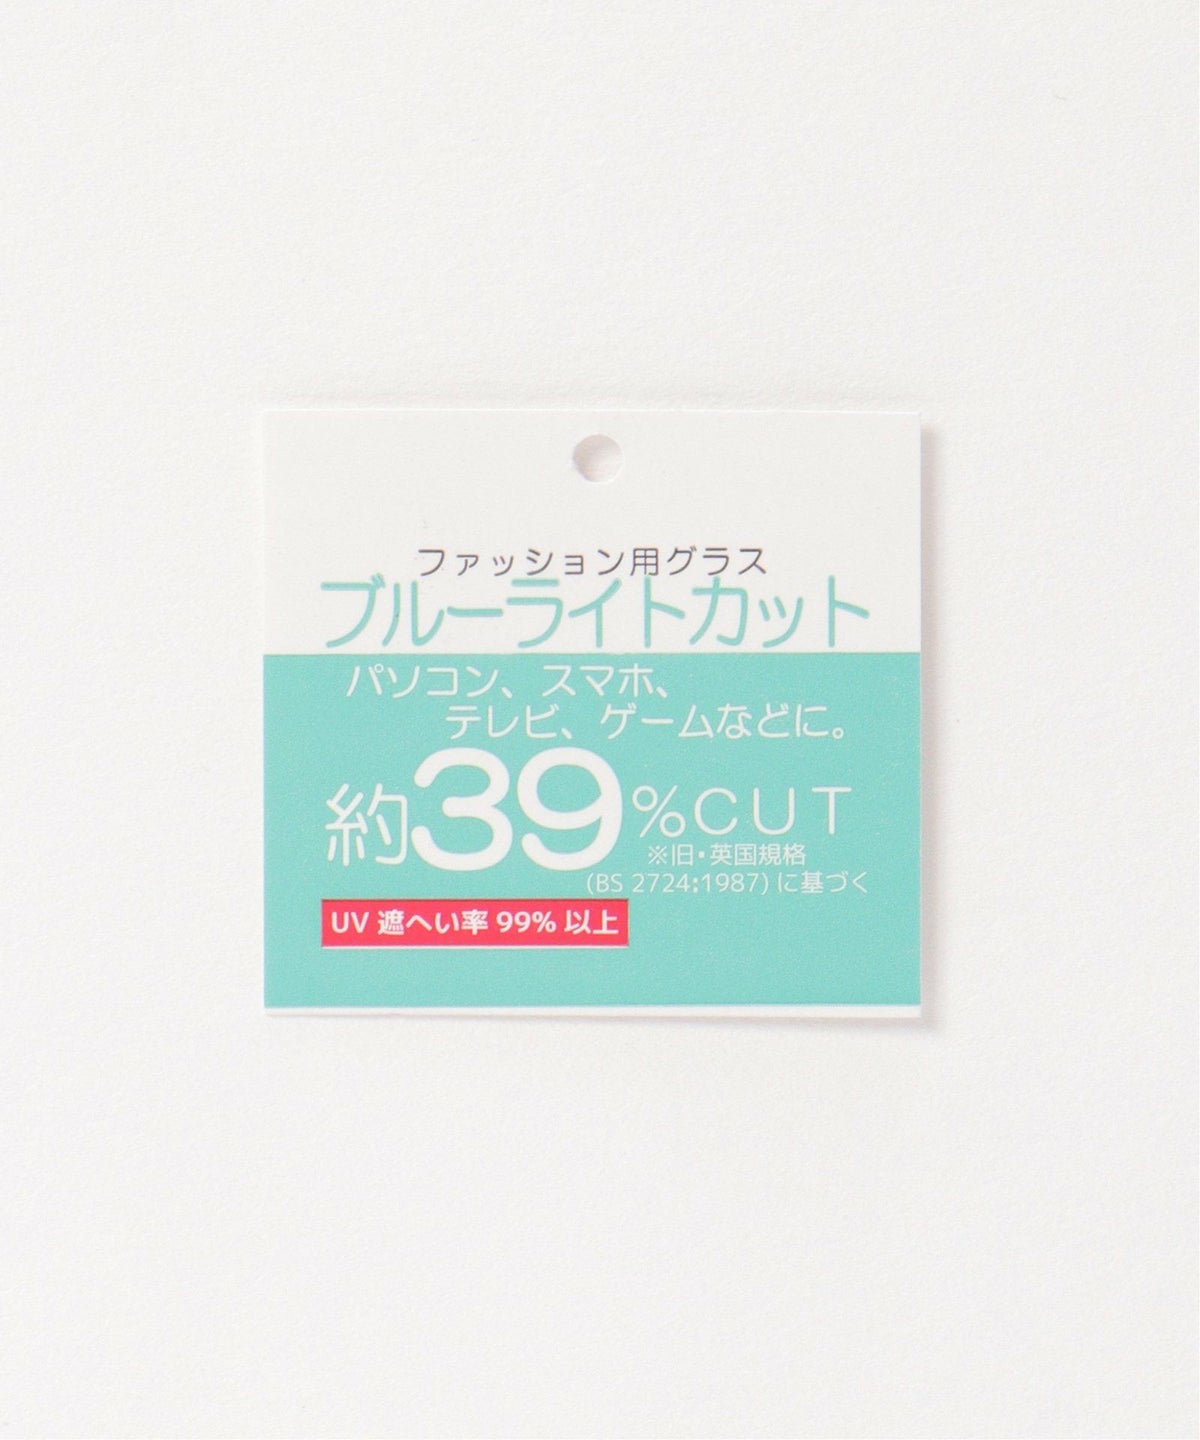 ファッション用グラス
ブルーライトカット
パソコン、スマホ、
テレビ、ゲームなどに。
約39%CUT
※旧・英国規格
(BS 2724:1987)に基づく
UV 遮へい率 99% 以上